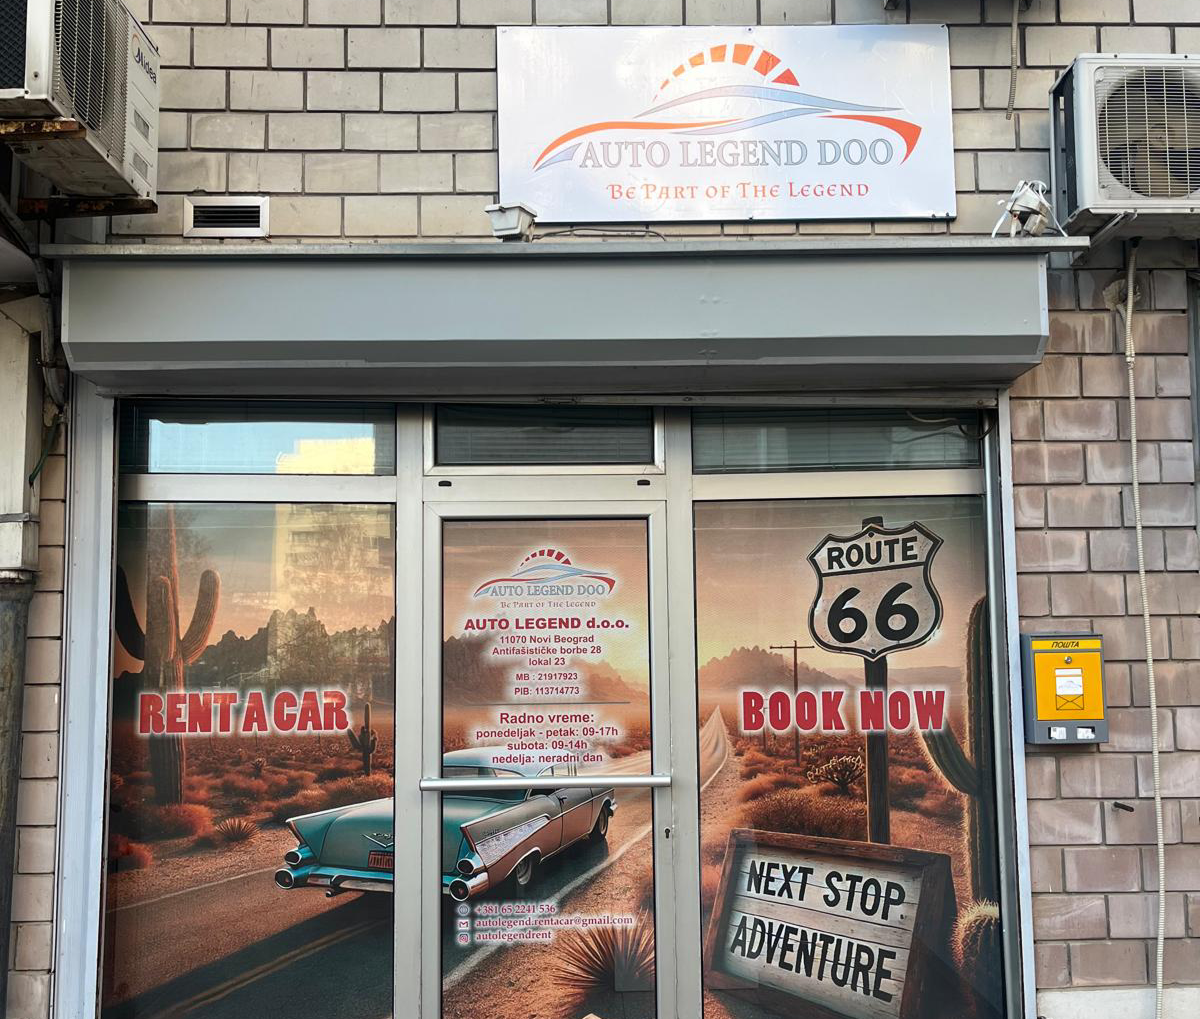 Midea
AUTO LEGEND DOO
Be Part of The Legend
ROUTE
66
AUTO LEGEND DOO
Be Part of The Legend
AUTO LEGEND d.o.o.
11070 Novi Beograd
Antifašističke borbe 28
lokal 23
MB : 21917923
PIB: 113714773
Radno vreme:
ponedeljak - petak: 09-17h
subota: 09-14h
nedelja: neradni dan
RENT A CAR
BOOK NOW
ПОШТА
NEXT STOP
ADVENTURE
+381 65 2241 536
autolegend.rentacar@gmail.com
autolegendrent